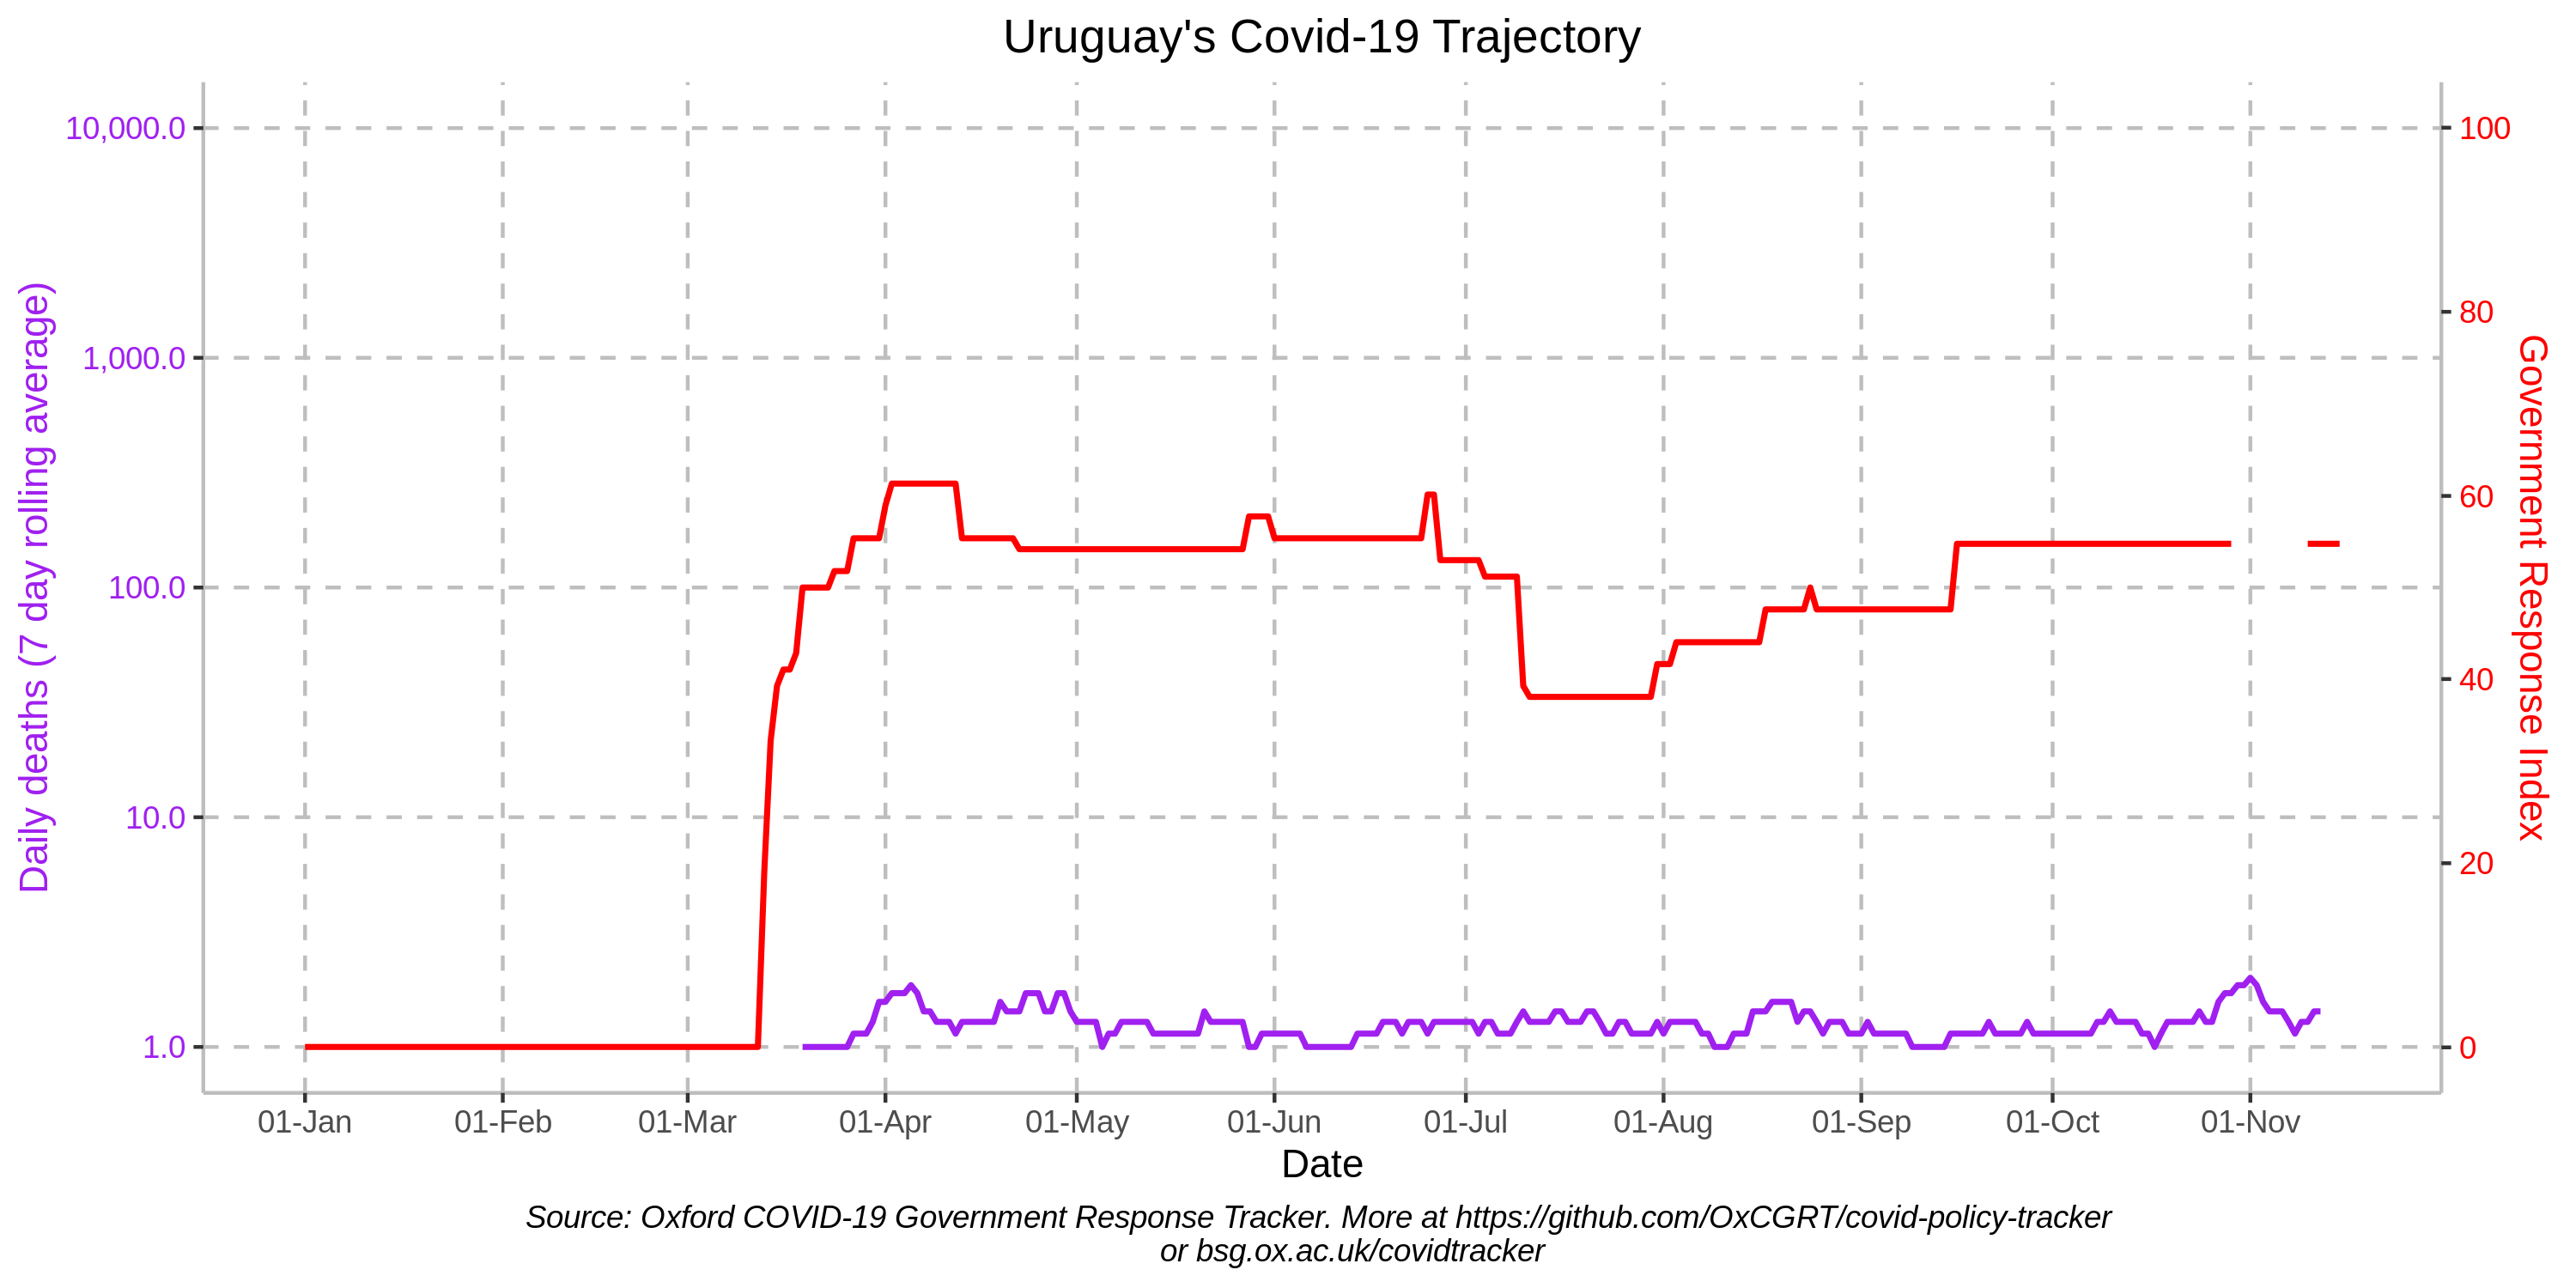 Uruguay's Covid-19 Trajectory
Daily deaths (7 day rolling average)
10,000.0
1,000.0
100.0
10.0
1.0
100
80
60
40
20
0
Government Response Index
01-Jan 01-Feb 01-Mar 01-Apr 01-May 01-Jun 01-Jul 01-Aug 01-Sep 01-Oct 01-Nov
Date
Source: Oxford COVID-19 Government Response Tracker. More at https://github.com/OxCGRT/covid-policy-tracker
or bsg.ox.ac.uk/covidtracker